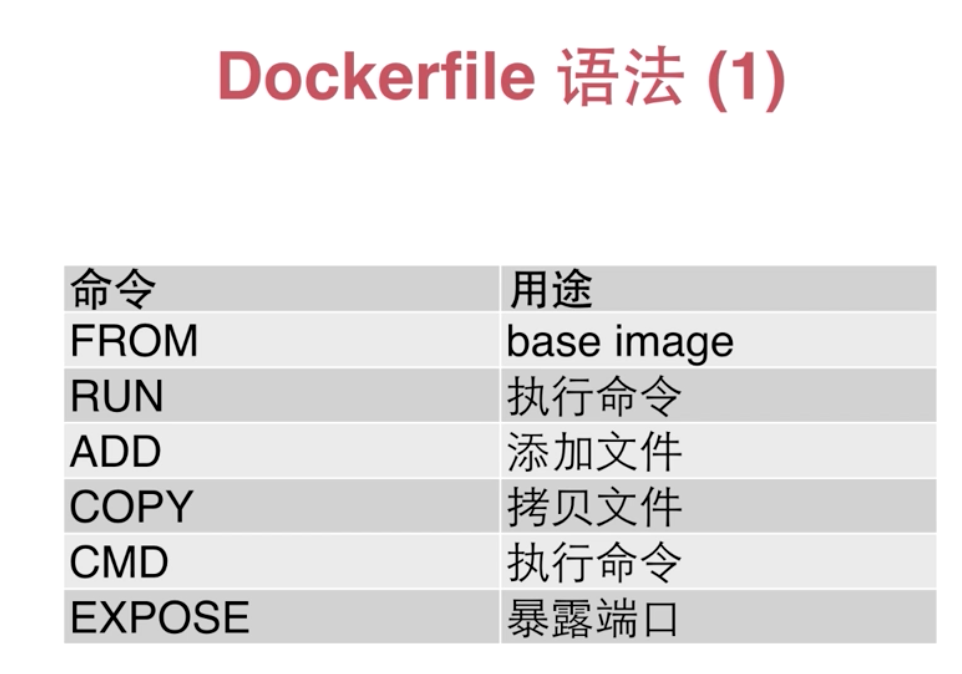 Dockerfile 语法 (1)
命令 用途
FROM base image
RUN 执行命令
ADD 添加文件
COPY 拷贝文件
CMD 执行命令
EXPOSE 暴露端口